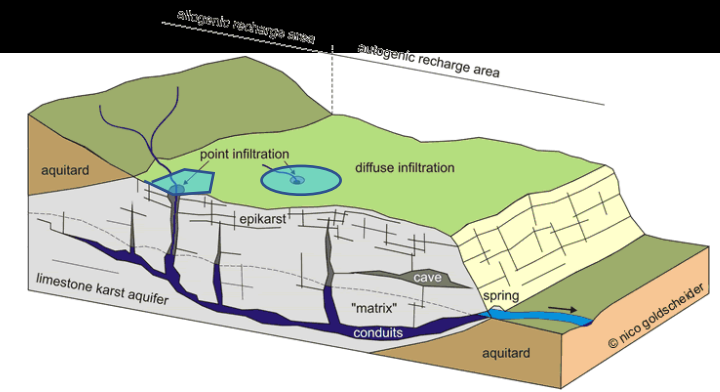 allogenic recharge area
autogenic recharge area
point infiltration
diffuse infiltration
aquitard
epikarst
cave
limestone karst aquifer
"matrix"
spring
conduits
aquitard
© nico goldscheider